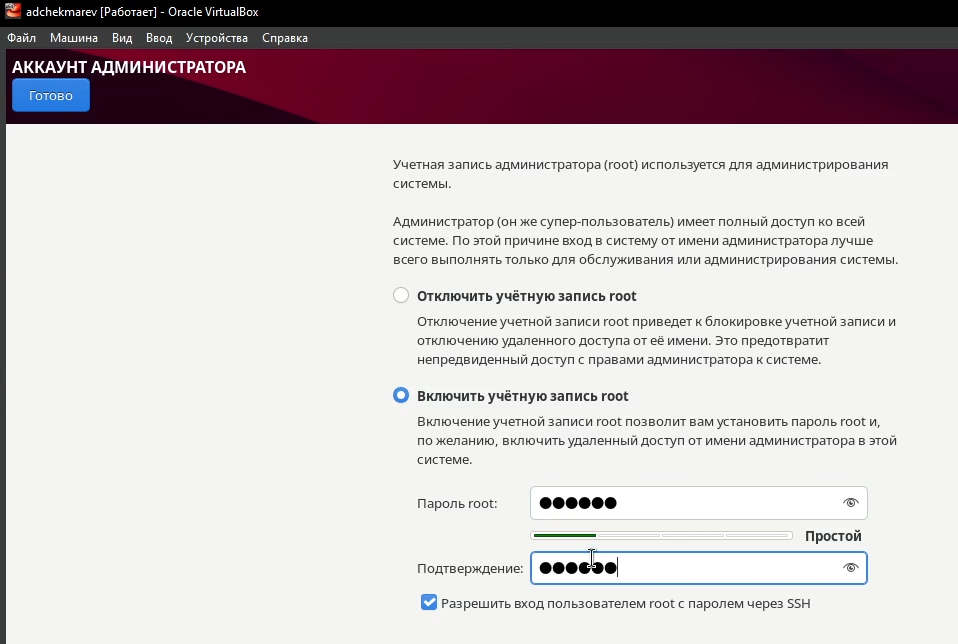 adchekmarev [Работает] - Oracle VirtualBox
Файл Машина Вид Ввод Устройства Справка
АККАУНТ АДМИНИСТРАТОРА
Готово
Учетная запись администратора (root) используется для администрирования
системы.
Администратор (он же супер-пользователь) имеет полный доступ ко всей
системе. По этой причине вход в систему от имени администратора лучше
всего выполнять только для обслуживания или администрирования системы.
Отключить учётную запись root
Отключение учетной записи root приведет к блокировке учетной записи и
отключению удаленного доступа от её имени. Это предотвратит
непредвиденный доступ с правами администратора к системе.
Включить учётную запись root
Включение учетной записи root позволит вам установить пароль root и,
по желанию, включить удаленный доступ от имени администратора в этой
системе.
Пароль root: ●●●●●●
Простой
Подтверждение: ●●●●●●
Разрешить вход пользователем root с паролем через SSH